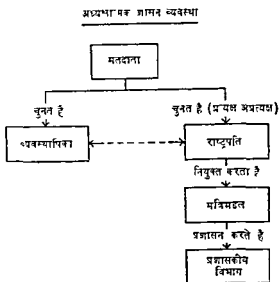 अध्यक्षात्मक शासन व्यवस्था
मतदाता
चुनते हैं
चुनते हैं (प्रत्यक्ष अप्रत्यक्ष)
व्यवस्थापिका
राष्ट्रपति
नियुक्त करता है
मंत्रिमंडल
प्रशासन करते हैं
प्रशासकीय
विभाग